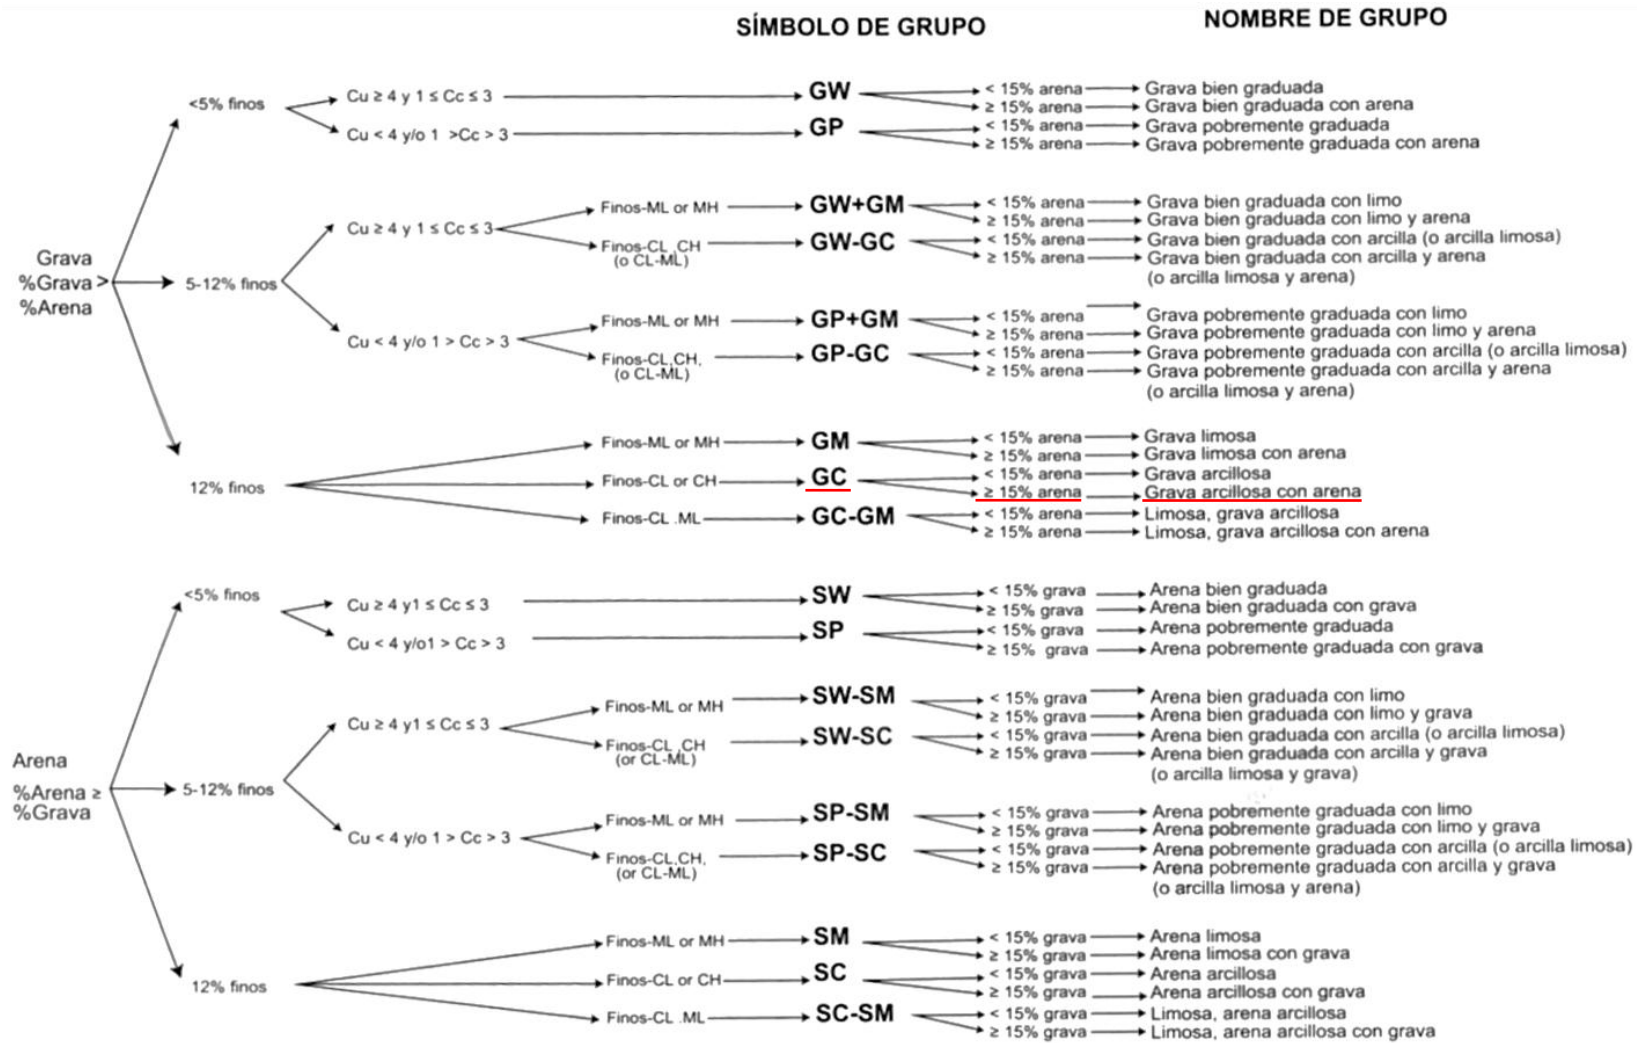 SÍMBOLO DE GRUPO
NOMBRE DE GRUPO
Grava
%Grava >
%Arena
<5% finos
Cu ≥ 4 y 1 ≤ Cc ≤ 3
GW
< 15% arena
Grava bien graduada
≥ 15% arena
Grava bien graduada con arena
Cu < 4 y/o 1 >Cc > 3
GP
< 15% arena
Grava pobremente graduada
≥ 15% arena
Grava pobremente graduada con arena
5-12% finos
Cu ≥ 4 y 1 ≤ Cc ≤ 3
Finos-ML or MH
GW+GM
< 15% arena
Grava bien graduada con limo
≥ 15% arena
Grava bien graduada con limo y arena
Finos-CL ,CH
(o CL-ML)
GW-GC
< 15% arena
Grava bien graduada con arcilla (o arcilla limosa)
≥ 15% arena
Grava bien graduada con arcilla y arena
(o arcilla limosa y arena)
Cu < 4 y/o 1 > Cc > 3
Finos-ML or MH
GP+GM
< 15% arena
Grava pobremente graduada con limo
≥ 15% arena
Grava pobremente graduada con limo y arena
Finos-CL,CH,
(o CL-ML)
GP-GC
< 15% arena
Grava pobremente graduada con arcilla (o arcilla limosa)
≥ 15% arena
Grava pobremente graduada con arcilla y arena
(o arcilla limosa y arena)
12% finos
Finos-ML or MH
GM
< 15% arena
Grava limosa
≥ 15% arena
Grava limosa con arena
Finos-CL or CH
GC
< 15% arena
Grava arcillosa
≥ 15% arena
Grava arcillosa con arena
Finos-CL .ML
GC-GM
< 15% arena
Limosa, grava arcillosa
≥ 15% arena
Limosa, grava arcillosa con arena
Arena
%Arena ≥
%Grava
<5% finos
Cu ≥ 4 y1 ≤ Cc ≤ 3
SW
< 15% grava
Arena bien graduada
≥ 15% grava
Arena bien graduada con grava
Cu < 4 y/o1 > Cc > 3
SP
< 15% grava
Arena pobremente graduada
≥ 15% grava
Arena pobremente graduada con grava
5-12% finos
Cu ≥ 4 y1 ≤ Cc ≤ 3
Finos-ML or MH
SW-SM
< 15% grava
Arena bien graduada con limo
≥ 15% grava
Arena bien graduada con limo y grava
Finos-CL ,CH
(or CL-ML)
SW-SC
< 15% grava
Arena bien graduada con arcilla (o arcilla limosa)
≥ 15% grava
Arena bien graduada con arcilla y grava
(o arcilla limosa y grava)
Cu < 4 y/o 1 > Cc > 3
Finos-ML or MH
SP-SM
< 15% grava
Arena pobremente graduada con limo
≥ 15% grava
Arena pobremente graduada con limo y grava
Finos-CL,CH,
(or CL-ML)
SP-SC
< 15% grava
Arena pobremente graduada con arcilla (o arcilla limosa)
≥ 15% grava
Arena pobremente graduada con arcilla y grava
(o arcilla limosa y arena)
12% finos
Finos-ML or MH
SM
< 15% grava
Arena limosa
≥ 15% grava
Arena limosa con grava
Finos-CL or CH
SC
< 15% grava
Arena arcillosa
≥ 15% grava
Arena arcillosa con grava
Finos-CL .ML
SC-SM
< 15% grava
Limosa, arena arcillosa
≥ 15% grava
Limosa, arena arcillosa con grava